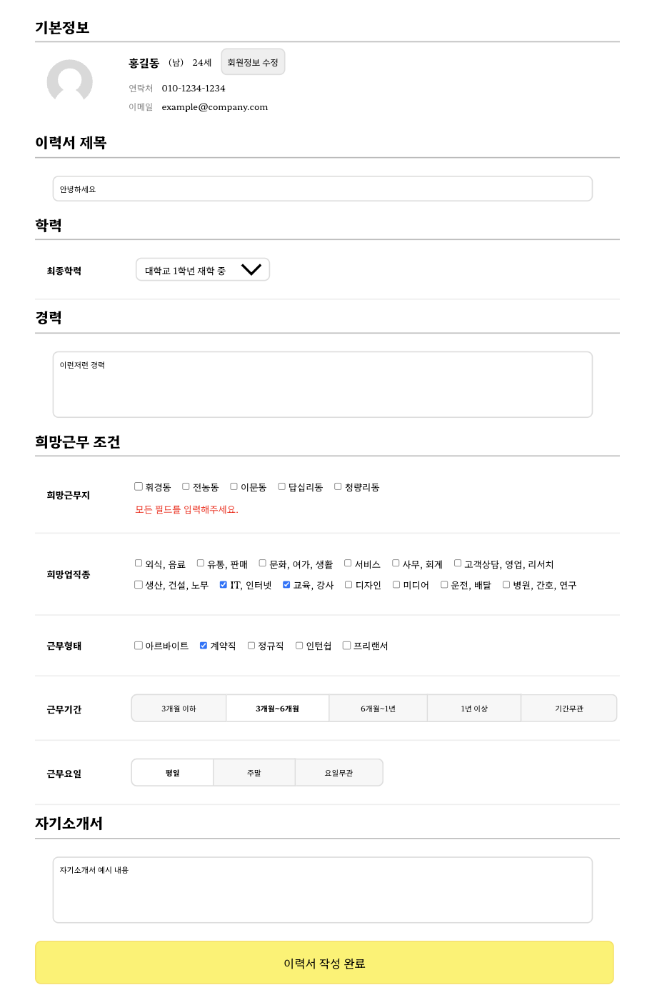 기본정보
홍길동 (남) 24세 회원정보 수정
연락처 010-1234-1234
이메일 example@company.com
이력서 제목
안녕하세요
학력
최종학력 대학교 1학년 재학 중
경력
이런저런 경력
희망근무 조건
희망근무지 휘경동 전농동 이문동 답십리동 청량리동
모든 필드를 입력해주세요.
희망업직종 외식, 음료 유통, 판매 문화, 여가, 생활 서비스 사무, 회계 고객상담, 영업, 리서치
생산, 건설, 노무 IT, 인터넷 교육, 강사 디자인 미디어 운전, 배달 병원, 간호, 연구
근무형태 아르바이트 계약직 정규직 인턴쉽 프리랜서
근무기간 3개월 이하 3개월~6개월 6개월~1년 1년 이상 기간무관
근무요일 평일 주말 요일무관
자기소개서
자기소개서 예시 내용
이력서 작성 완료